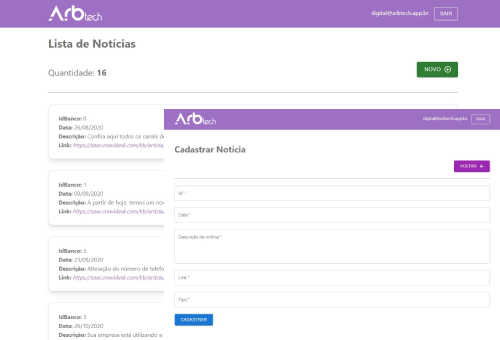 Arbtech
digital@arbtech.app.br
SAIR
Lista de Notícias
Quantidade: 16
NOVO
IdBanco: 0
Data: 26/08/2020
Descrição: Confira aqui todos os canais de
Link: https://saac.movidesk.com/kb/article,
IdBanco: 1
Data: 09/09/2020
Descrição: A partir de hoje, temos um nov
Link: https://saac.movidesk.com/kb/article,
IdBanco: 2
Data: 23/09/2020
Descrição: Alteração do número de telefo
Link: https://saac.movidesk.com/kb/article,
IdBanco: 3
Data: 26/10/2020
Descrição: Sua empresa está utilizando a
Arbtech
digital@arbtech.app.br
SAIR
Cadastrar Notícia
VOLTAR
Id *
Data *
Descrição da notícia *
Link *
Tipo *
CADASTRAR